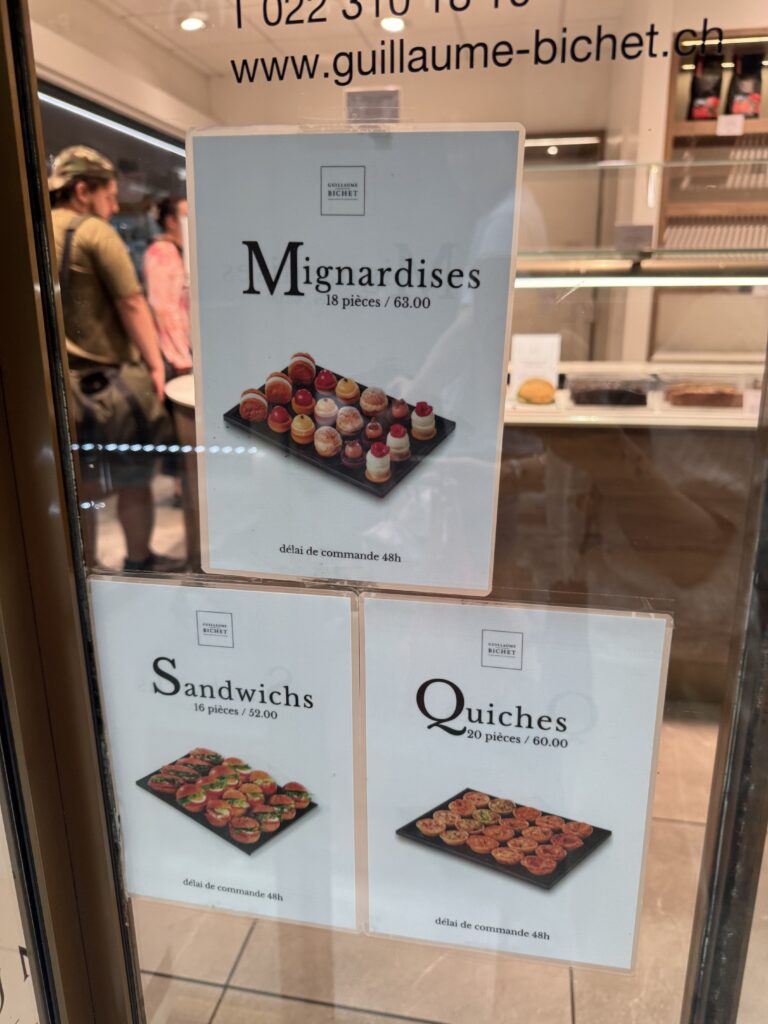 www.guillaume-bichet.ch
GUILLAUME
BICHET
Mignardises
18 pièces / 63.00
délai de commande 48h
GUILLAUME
BICHET
Sandwichs
16 pièces / 52.00
délai de commande 48h
GUILLAUME
BICHET
Quiches
20 pièces / 60.00
délai de commande 48h